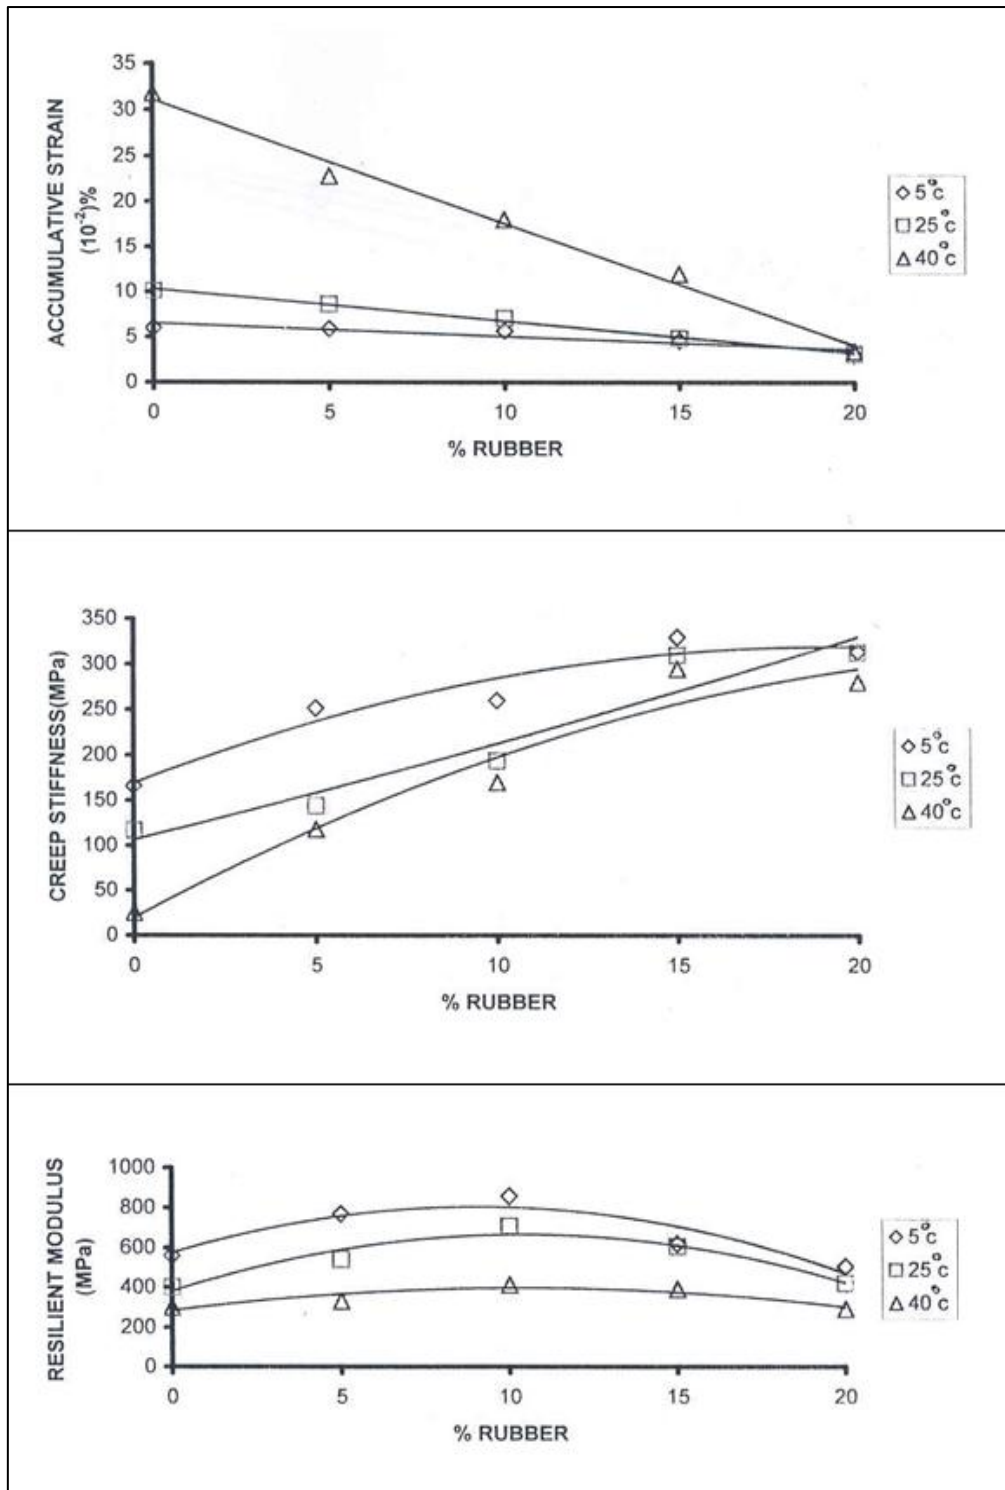 35
30
25
20
15
10
5
0
ACCUMULATIVE STRAIN
(10⁻²)%
0 5 10 15 20
% RUBBER
5°c
25°c
40°c
350
300
250
200
150
100
50
0
CREEP STIFFNESS(MPa)
0 5 10 15 20
% RUBBER
5°c
25°c
40°c
1000
800
600
400
200
0
RESILIENT MODULUS
(MPa)
0 5 10 15 20
% RUBBER
5°c
25°c
40°c